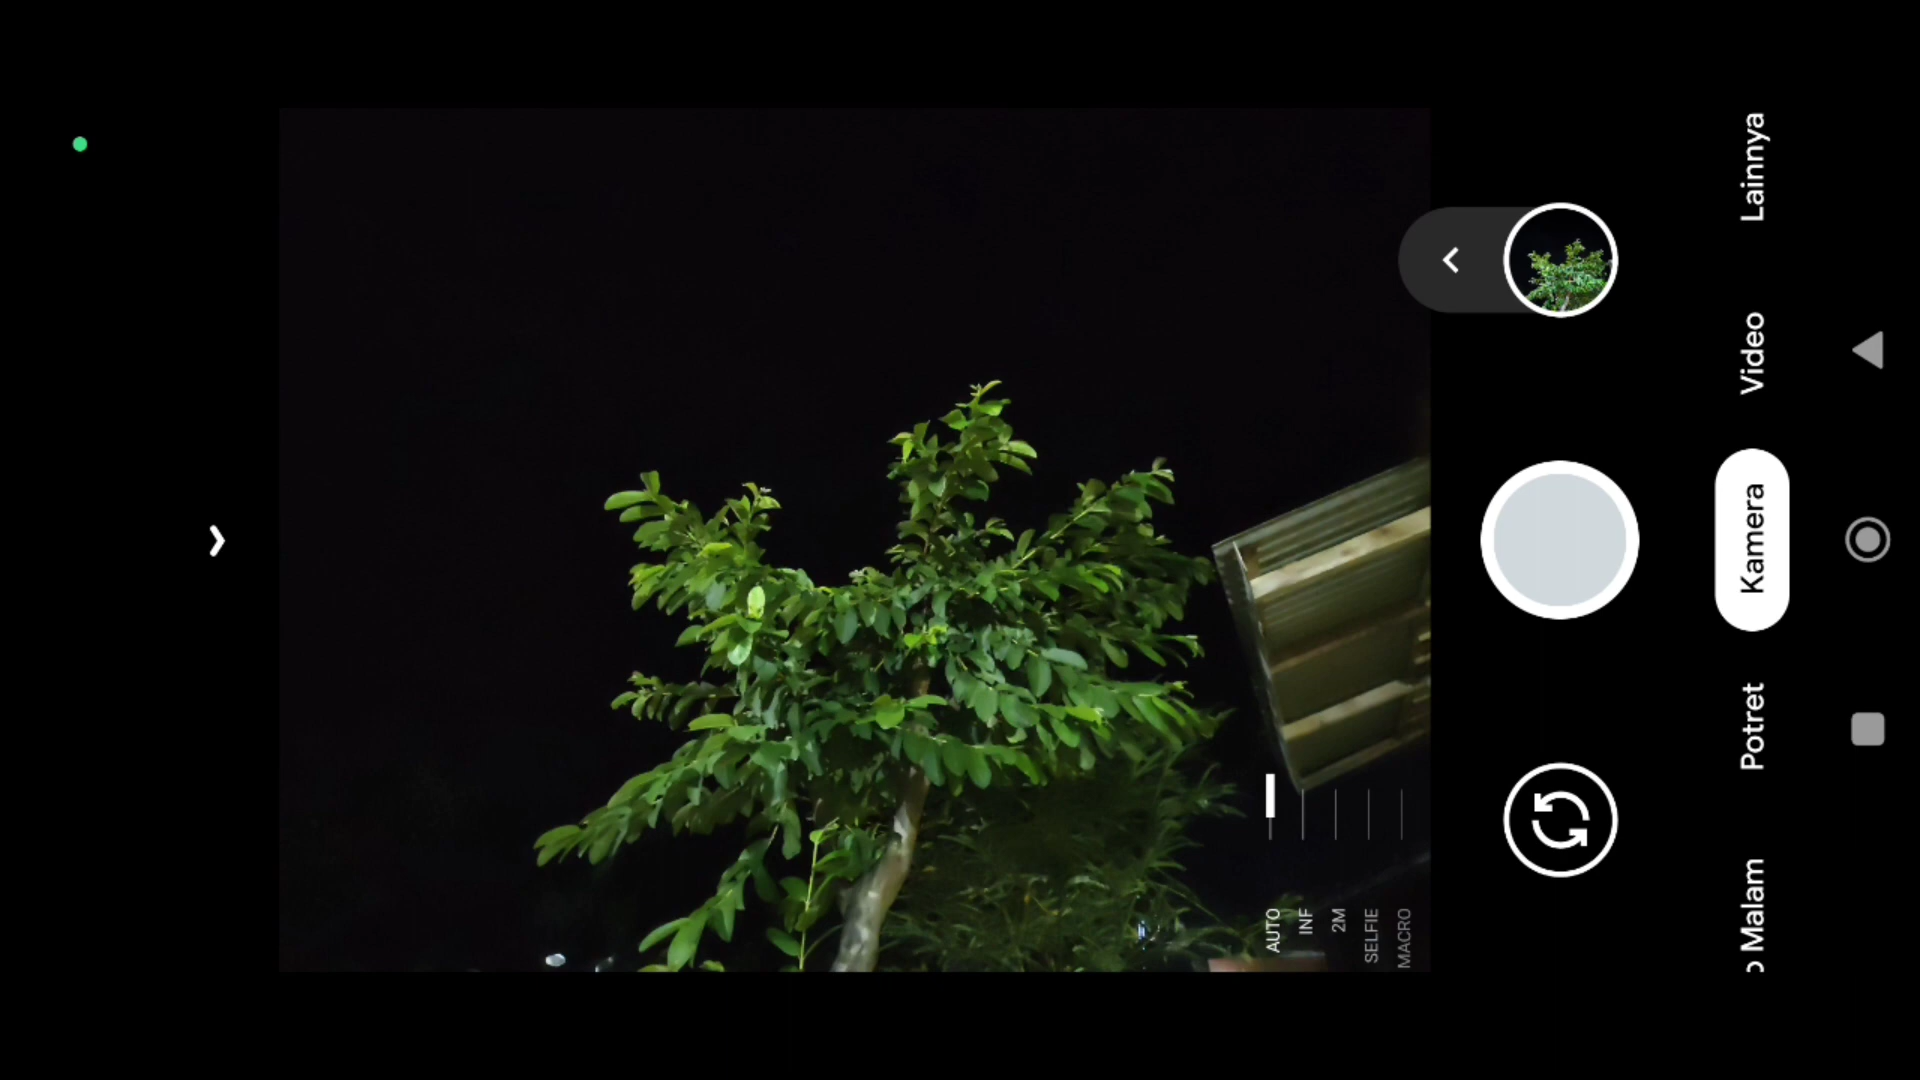 Lainnya
Video
Kamera
Potret
Malam
AUTO
INF
2M
SELFIE
MACRO